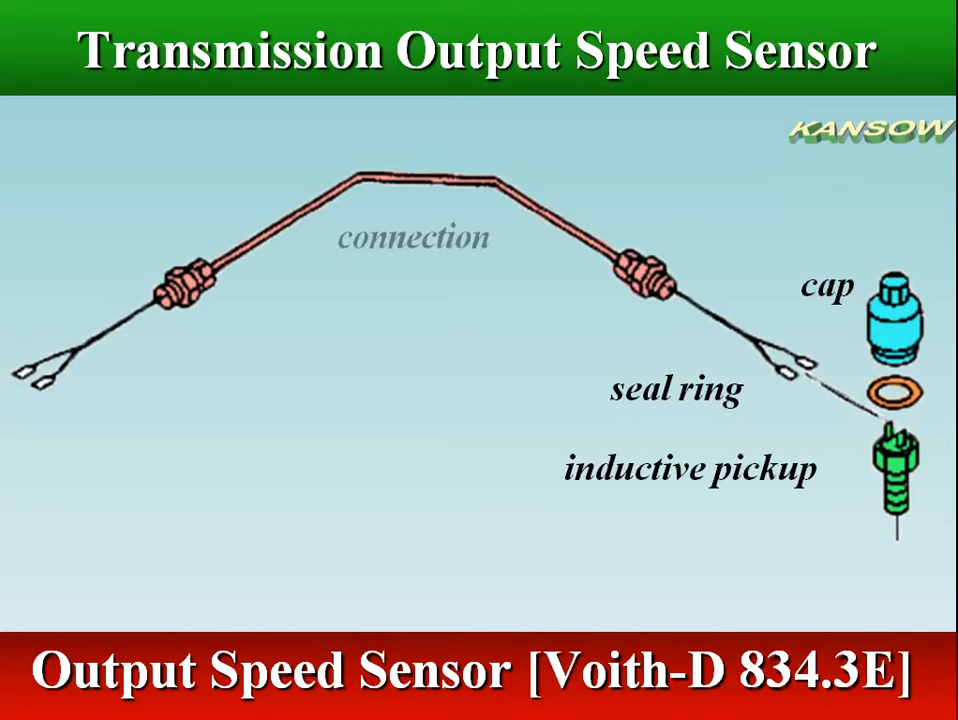 Transmission Output Speed Sensor
KANSOW
connection
cap
seal ring
inductive pickup
Output Speed Sensor [Voith-D 834.3E]